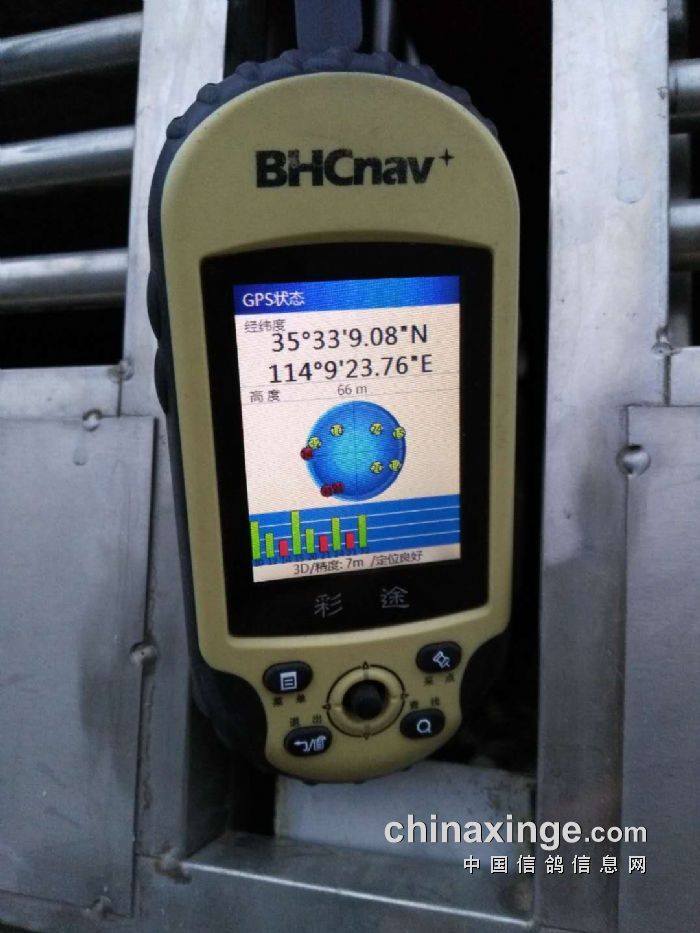 BHCnav+
GPS状态
经纬度
35°33'9.08"N
114°9'23.76"E
高度 66 m
3D/精度: 7m /定位良好
彩途
菜单
采点
退出
查找
chinaxinge.com
中国信鸽信息网